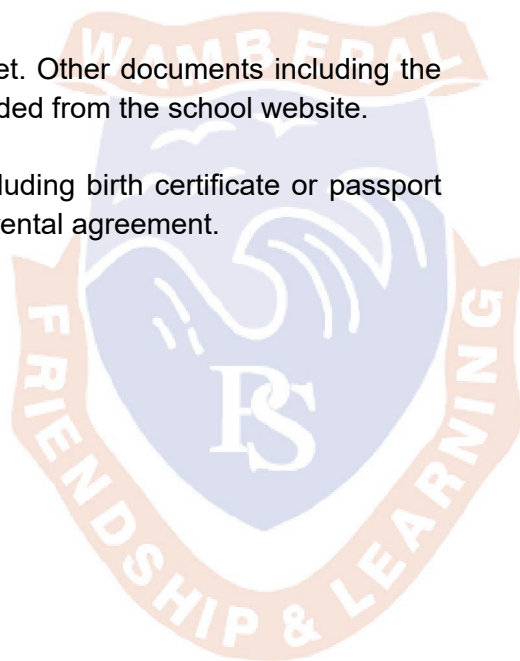 WAMBERAL
et. Other documents including the
ded from the school website.
luding birth certificate or passport
rental agreement.
PS
FRIENDSHIP & LEARNING